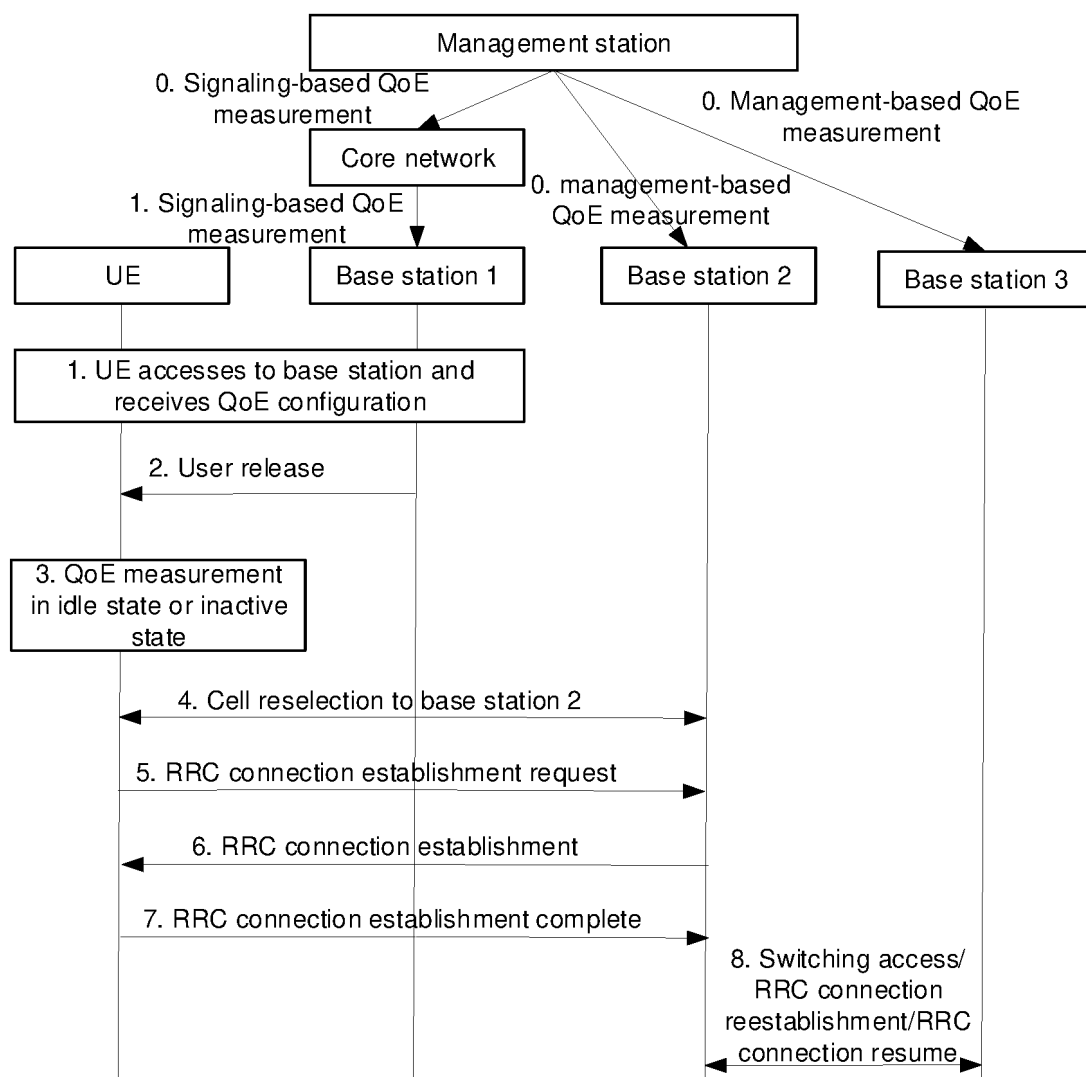 Management station
0. Signaling-based QoE
measurement
0. Management-based QoE
measurement
Core network
0. management-based
QoE measurement
1. Signaling-based QoE
measurement
UE
Base station 1
Base station 2
Base station 3
1. UE accesses to base station and
receives QoE configuration
2. User release
3. QoE measurement
in idle state or inactive
state
4. Cell reselection to base station 2
5. RRC connection establishment request
6. RRC connection establishment
7. RRC connection establishment complete
8. Switching access/
RRC connection
reestablishment/RRC
connection resume